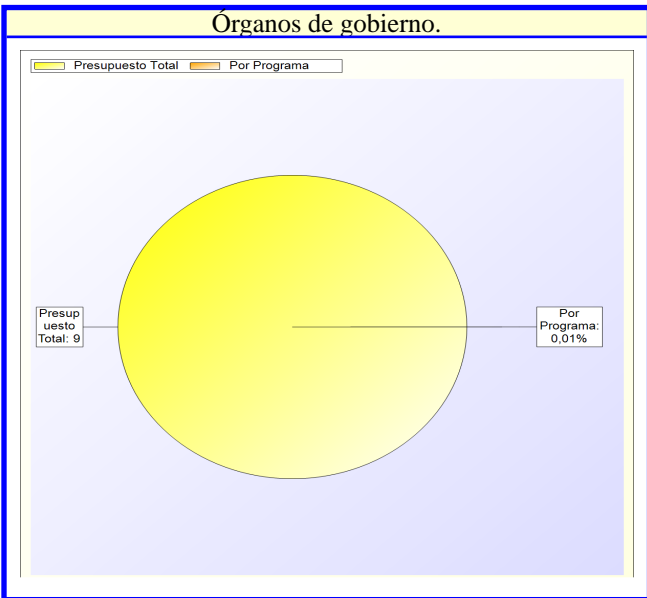 Órganos de gobierno.
Presupuesto Total Por Programa
Presup
uesto
Total: 9
Por
Programa:
0,01%